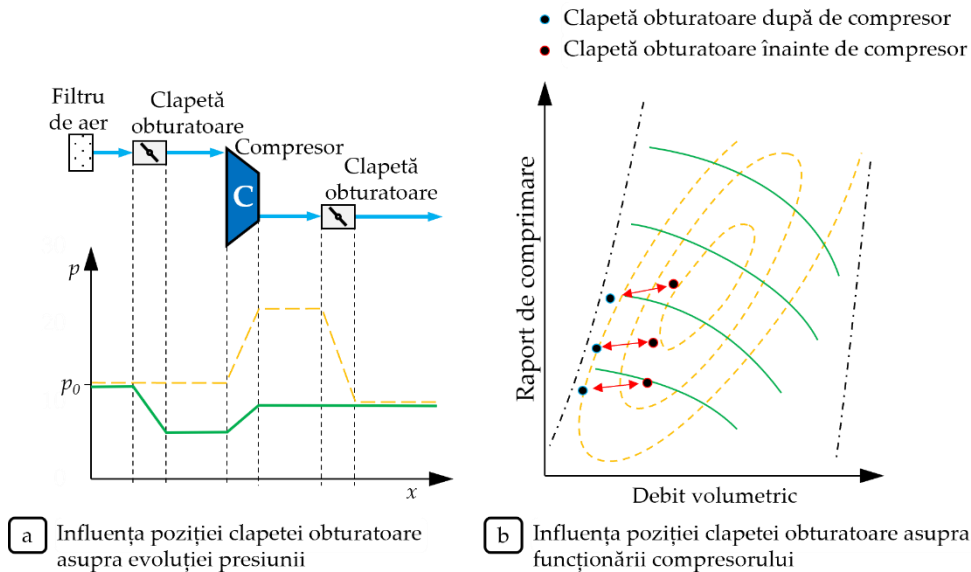 Clapetă obturatoare după de compresor
Clapetă obturatoare înainte de compresor
Filtru
de aer
Clapetă
obturatoare
Compresor
C
Clapetă
obturatoare
p
p₀
x
Raport de comprimare
Debit volumetric
a
Influența poziției clapetei obturatoare
asupra evoluției presiunii
b
Influența poziției clapetei obturatoare asupra
funcționării compresorului